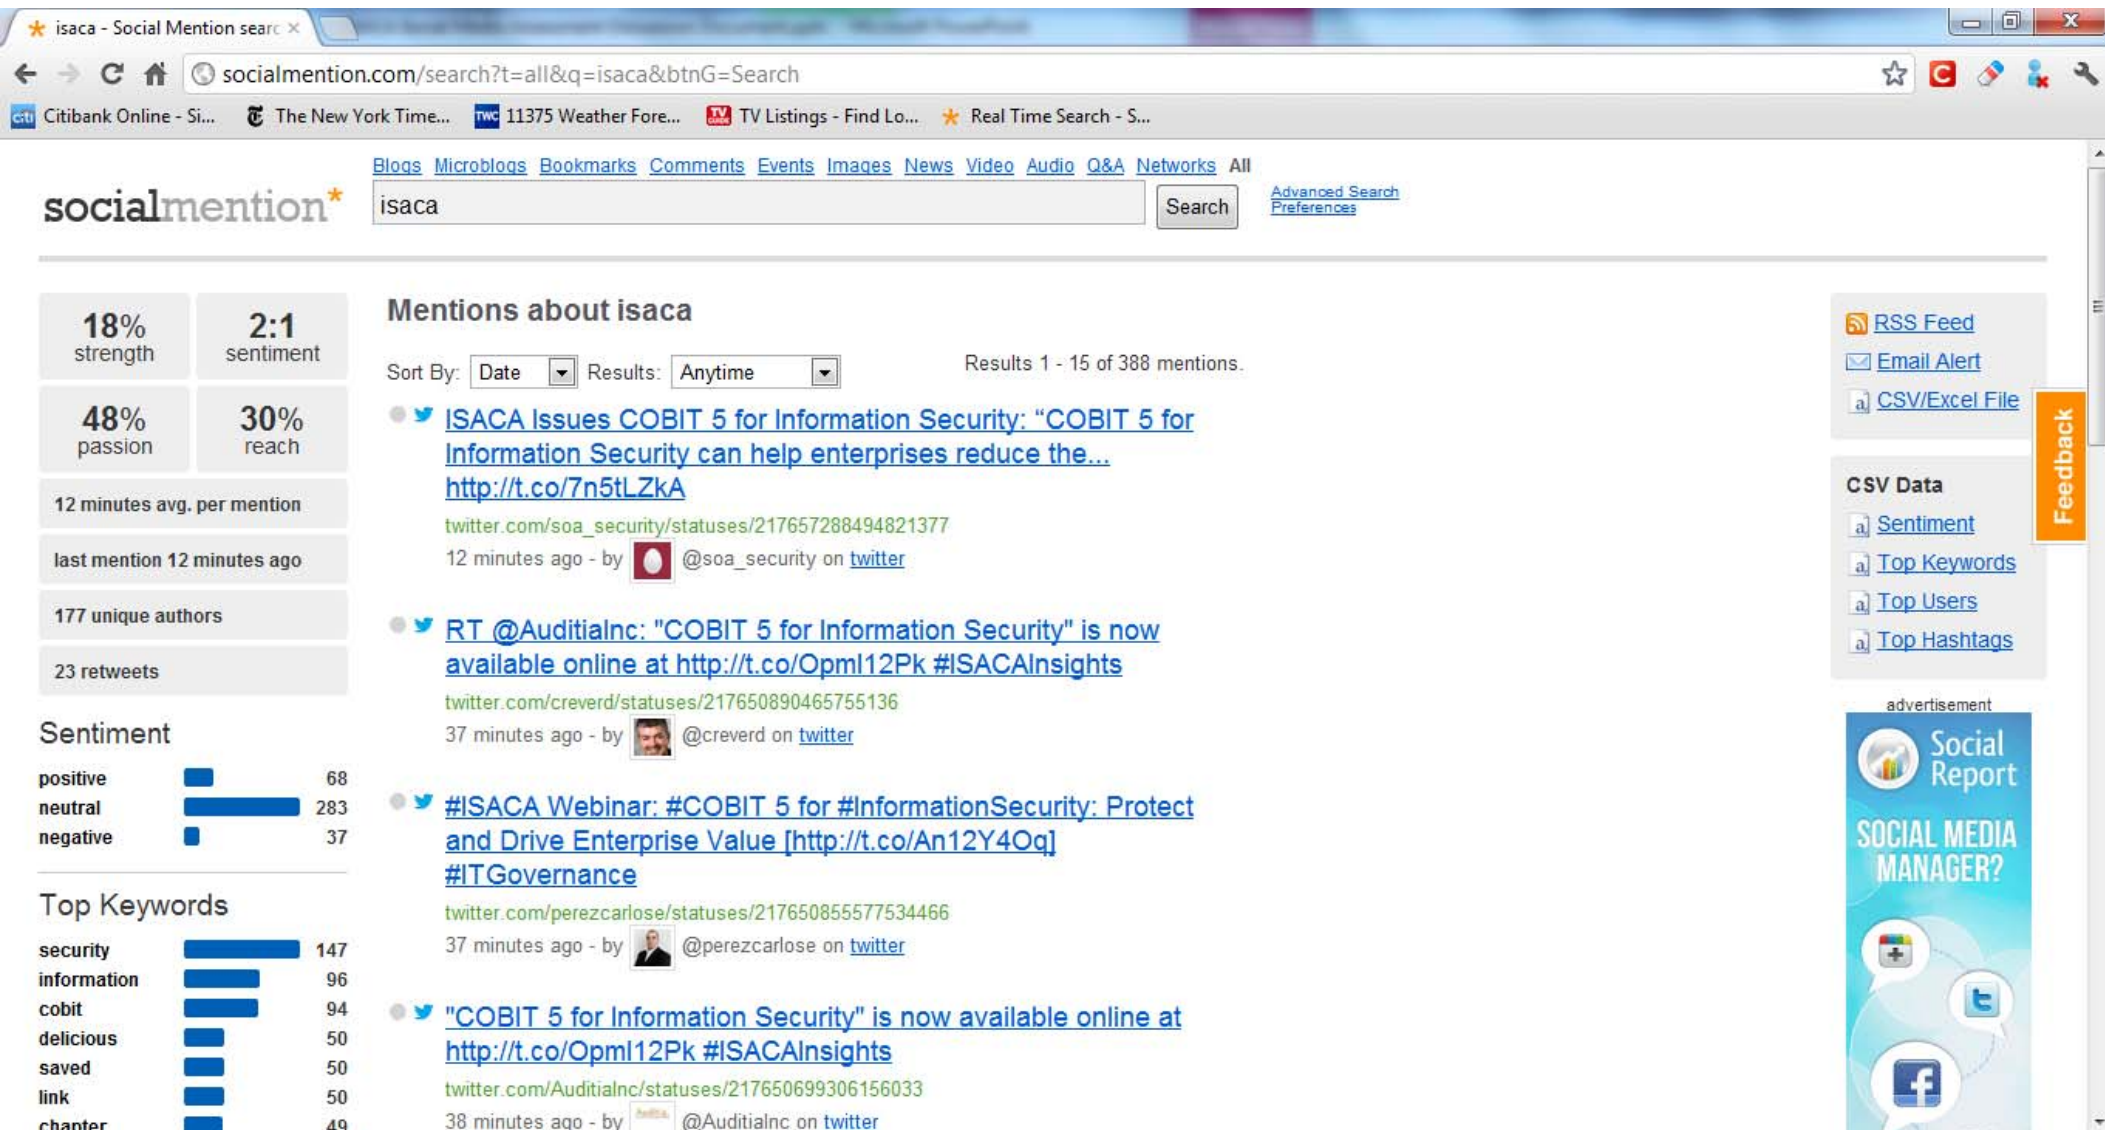 isaca - Social Mention searc
socialmention.com/search?t=all&q=isaca&btnG=Search
Citibank Online - Si... The New York Time... 11375 Weather Fore... TV Listings - Find Lo... Real Time Search - S...
Blogs Microblogs Bookmarks Comments Events Images News Video Audio Q&A Networks All
socialmention*
isaca
Search
Advanced Search
Preferences
18%
strength
2:1
sentiment
48%
passion
30%
reach
12 minutes avg. per mention
last mention 12 minutes ago
177 unique authors
23 retweets
Sentiment
positive 68
neutral 283
negative 37
Top Keywords
security 147
information 96
cobit 94
delicious 50
saved 50
link 50
chapter 49
Mentions about isaca
Sort By: Date Results: Anytime
Results 1 - 15 of 388 mentions.
ISACA Issues COBIT 5 for Information Security: “COBIT 5 for
Information Security can help enterprises reduce the...
http://t.co/7n5tLZkA
twitter.com/soa_security/statuses/217657288494821377
12 minutes ago - by @soa_security on twitter
RT @AuditiaInc: "COBIT 5 for Information Security" is now
available online at http://t.co/OpmI12Pk #ISACAInsights
twitter.com/creverd/statuses/217650890465755136
37 minutes ago - by @creverd on twitter
#ISACA Webinar: #COBIT 5 for #InformationSecurity: Protect
and Drive Enterprise Value [http://t.co/An12Y4Oq]
#ITGovernance
twitter.com/perezcarlose/statuses/217650855577534466
37 minutes ago - by @perezcarlose on twitter
"COBIT 5 for Information Security" is now available online at
http://t.co/OpmI12Pk #ISACAInsights
twitter.com/AuditiaInc/statuses/217650699306156033
38 minutes ago - by @AuditiaInc on twitter
RSS Feed
Email Alert
CSV/Excel File
Feedback
CSV Data
Sentiment
Top Keywords
Top Users
Top Hashtags
advertisement
Social
Report
SOCIAL MEDIA
MANAGER?